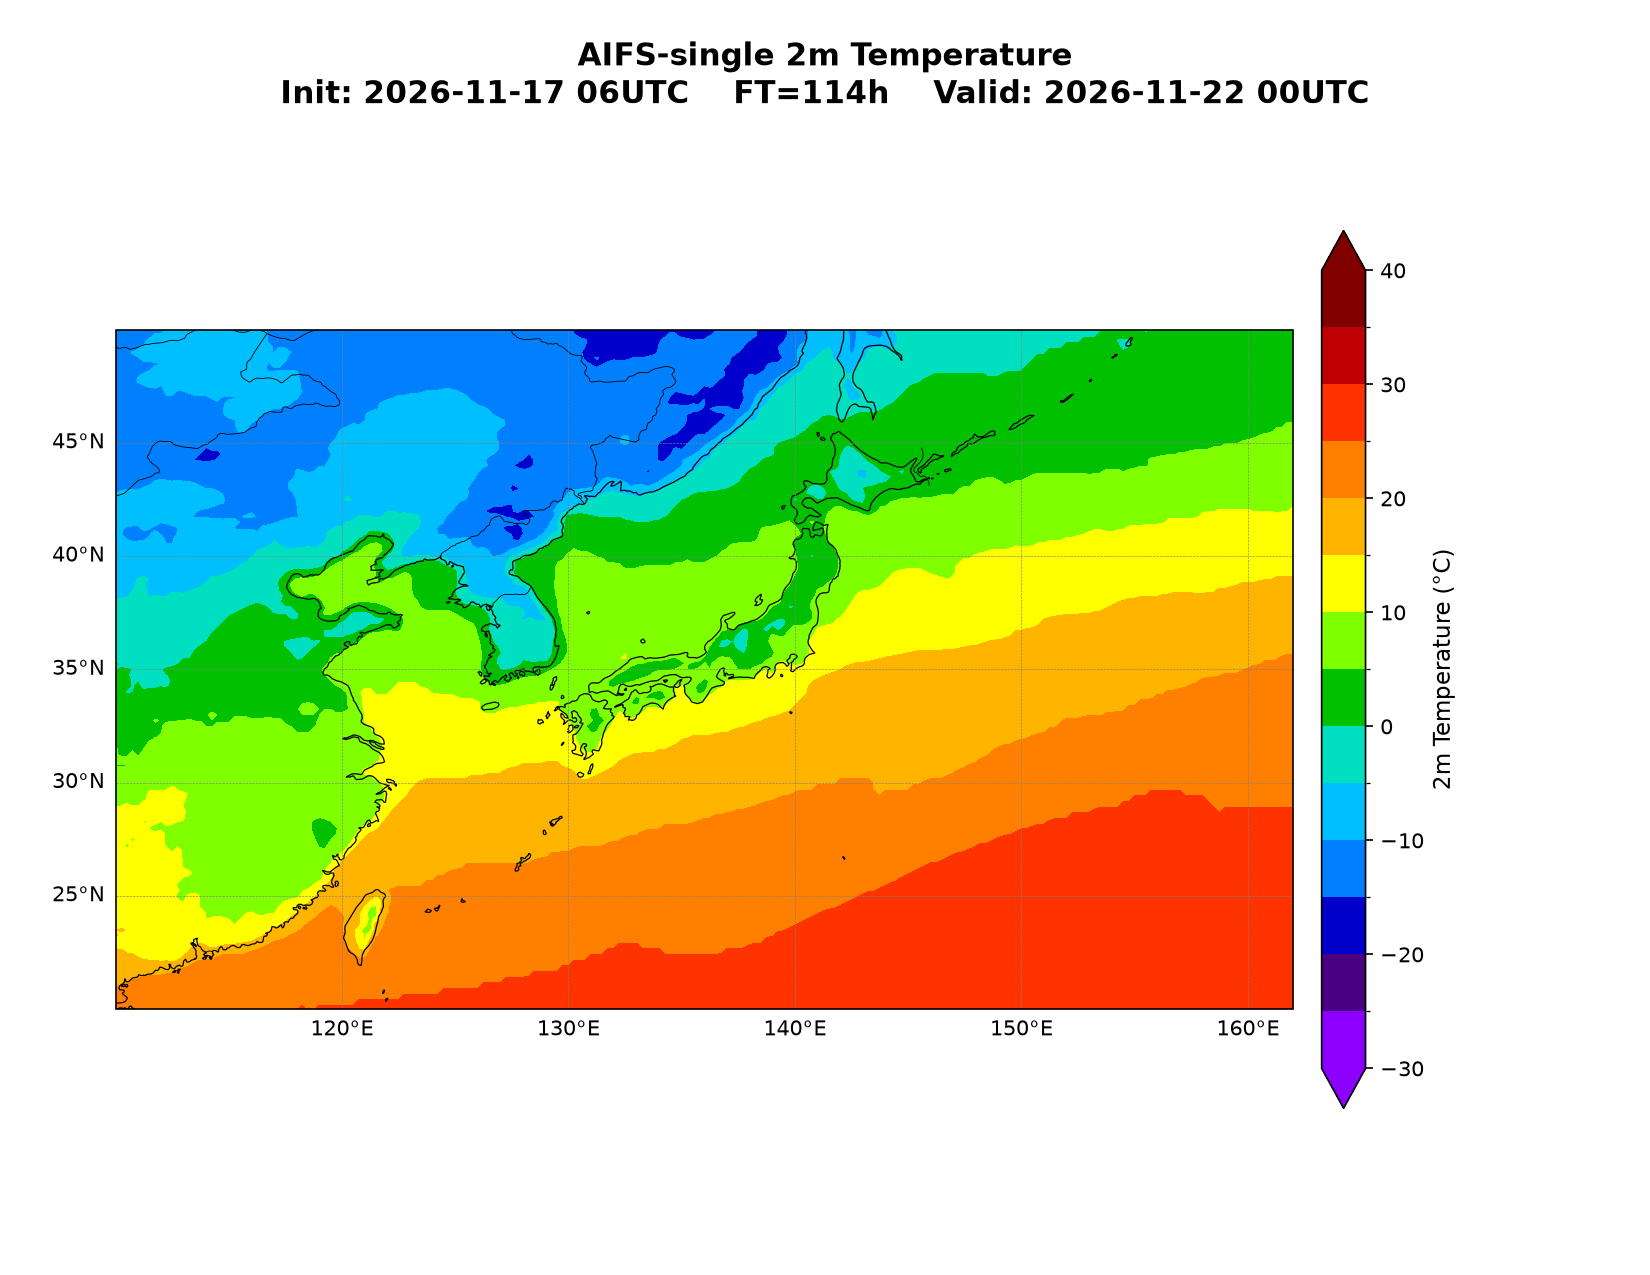 AIFS-single 2m Temperature
Init: 2026-11-17 06UTC    FT=114h    Valid: 2026-11-22 00UTC
45°N
40°N
35°N
30°N
25°N
120°E
130°E
140°E
150°E
160°E
40
30
20
10
0
−10
−20
−30
2m Temperature (°C)